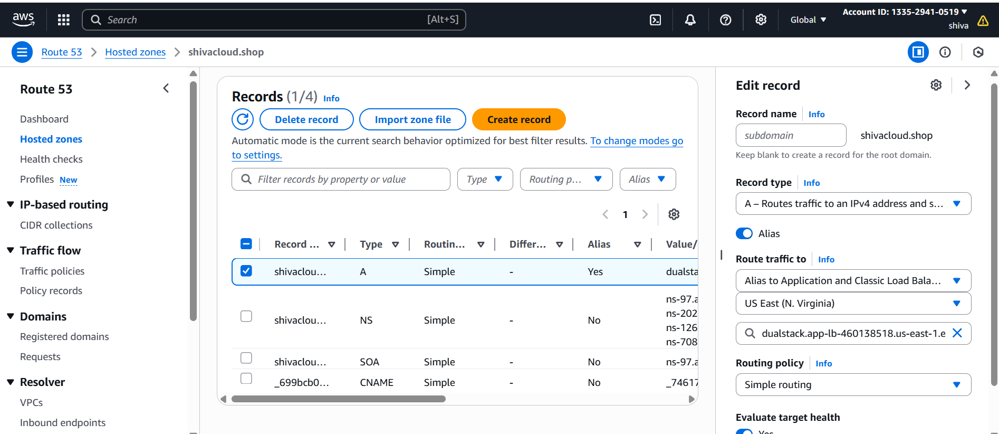 aws
Search
[Alt+S]
Global
Account ID: 1335-2941-0519
shiva
Route 53
Hosted zones
shivacloud.shop
Route 53
Dashboard
Hosted zones
Health checks
Profiles New
IP-based routing
CIDR collections
Traffic flow
Traffic policies
Policy records
Domains
Registered domains
Requests
Resolver
VPCs
Inbound endpoints
Records (1/4) Info
Delete record
Import zone file
Create record
Automatic mode is the current search behavior optimized for best filter results. To change modes go
to settings.
Filter records by property or value
Type
Routing p...
Alias
1
Record ... Type Routin... Differ... Alias Value/
shivaclou... A Simple - Yes dualsta
ns-97.a
ns-202
shivaclou... NS Simple - No
ns-126
ns-708
shivaclou... SOA Simple - No ns-97.a
_699bcb0... CNAME Simple - No _74617
Edit record
Record name Info
subdomain shivacloud.shop
Keep blank to create a record for the root domain.
Record type Info
A – Routes traffic to an IPv4 address and s...
Alias
Route traffic to Info
Alias to Application and Classic Load Bala...
US East (N. Virginia)
dualstack.app-lb-460138518.us-east-1.e
Routing policy Info
Simple routing
Evaluate target health
Yes